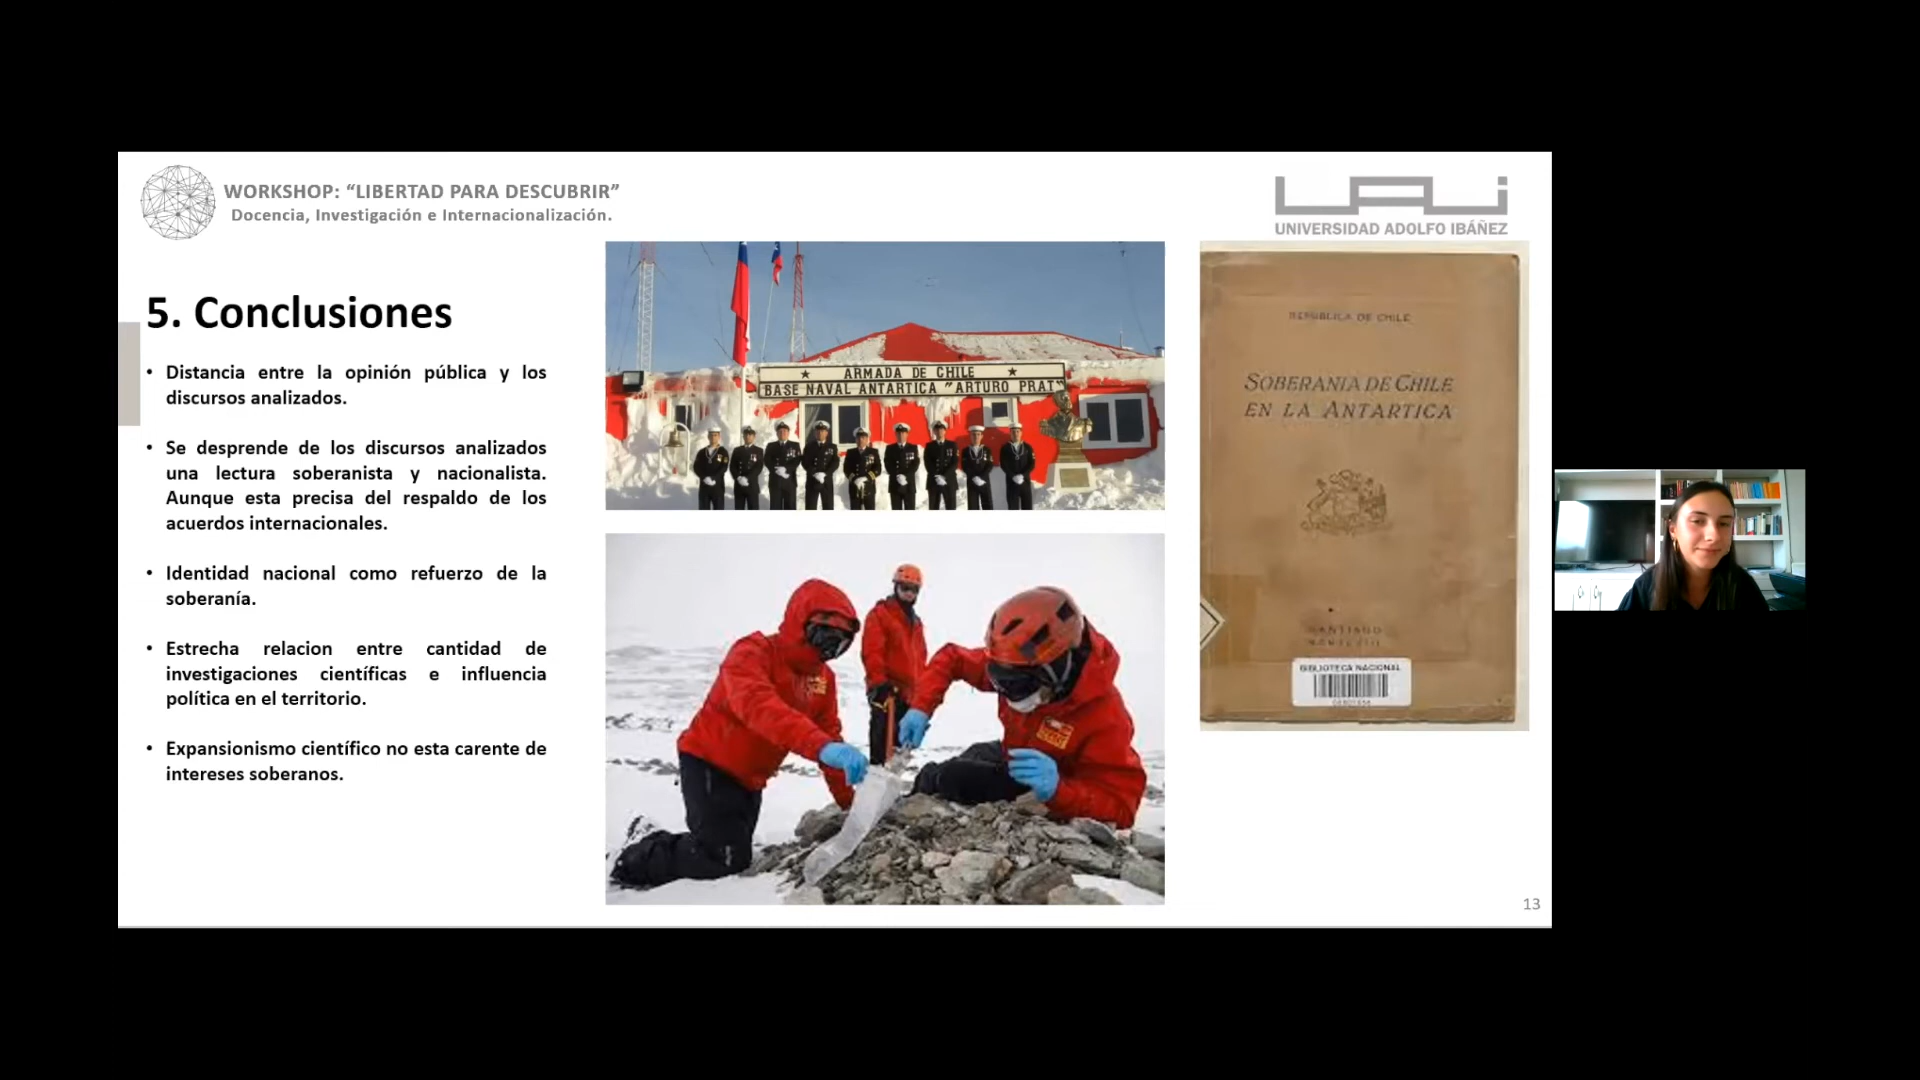 WORKSHOP: “LIBERTAD PARA DESCUBRIR”
Docencia, Investigación e Internacionalización.
UAI
UNIVERSIDAD ADOLFO IBÁÑEZ
5. Conclusiones
• Distancia entre la opinión pública y los
discursos analizados.
• Se desprende de los discursos analizados
una lectura soberanista y nacionalista.
Aunque esta precisa del respaldo de los
acuerdos internacionales.
• Identidad nacional como refuerzo de la
soberanía.
• Estrecha relacion entre cantidad de
investigaciones científicas e influencia
política en el territorio.
• Expansionismo científico no esta carente de
intereses soberanos.
★ ARMADA DE CHILE ★
BASE NAVAL ANTARTICA "ARTURO PRAT"
REPUBLICA DE CHILE
SOBERANIA DE CHILE
EN LA ANTARTICA
SANTIAGO
BIBLIOTECA NACIONAL
13